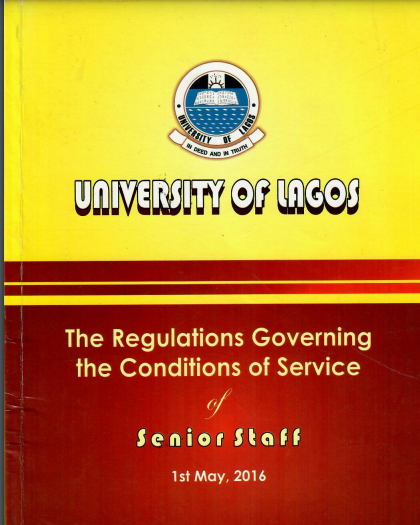 UNIVERSITY OF LAGOS
IN DEED AND IN TRUTH
UNIVERSITY OF LAGOS
The Regulations Governing
the Conditions of Service
of
Senior Staff
1st May, 2016